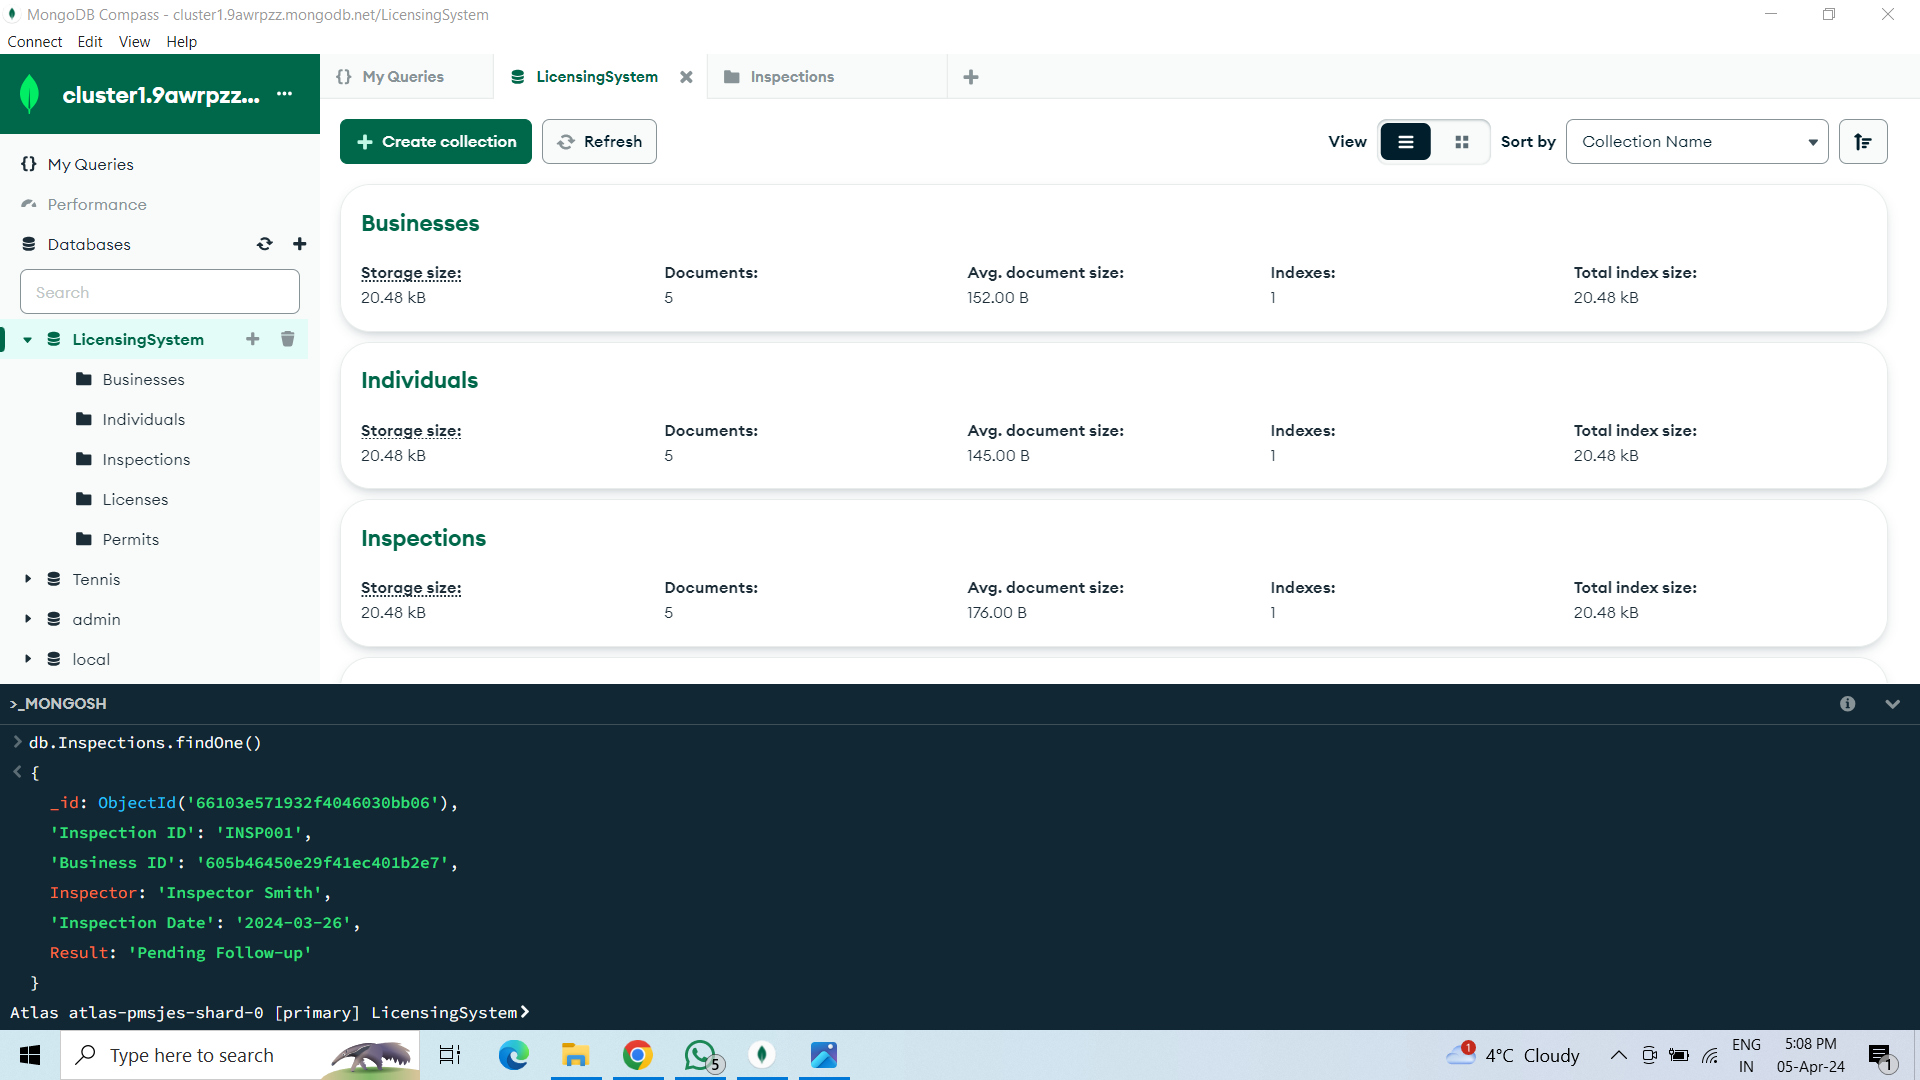 MongoDB Compass - cluster1.9awrpzz.mongodb.net/LicensingSystem
Connect Edit View Help
cluster1.9awrpzz... ...
{} My Queries
LicensingSystem
Inspections
Create collection
Refresh
View
Sort by
Collection Name
{} My Queries
Performance
Databases
Search
LicensingSystem
Businesses
Individuals
Inspections
Licenses
Permits
Tennis
admin
local
Businesses
Storage size: Documents: Avg. document size: Indexes: Total index size:
20.48 kB 5 152.00 B 1 20.48 kB
Individuals
Storage size: Documents: Avg. document size: Indexes: Total index size:
20.48 kB 5 145.00 B 1 20.48 kB
Inspections
Storage size: Documents: Avg. document size: Indexes: Total index size:
20.48 kB 5 176.00 B 1 20.48 kB
>_MONGOSH
> db.Inspections.findOne()
< {
_id: ObjectId('66103e571932f4046030bb06'),
'Inspection ID': 'INSP001',
'Business ID': '605b46450e29f41ec401b2e7',
Inspector: 'Inspector Smith',
'Inspection Date': '2024-03-26',
Result: 'Pending Follow-up'
}
Atlas atlas-pmsjes-shard-0 [primary] LicensingSystem>
Type here to search
5
1
4°C Cloudy
ENG
IN
5:08 PM
05-Apr-24
1